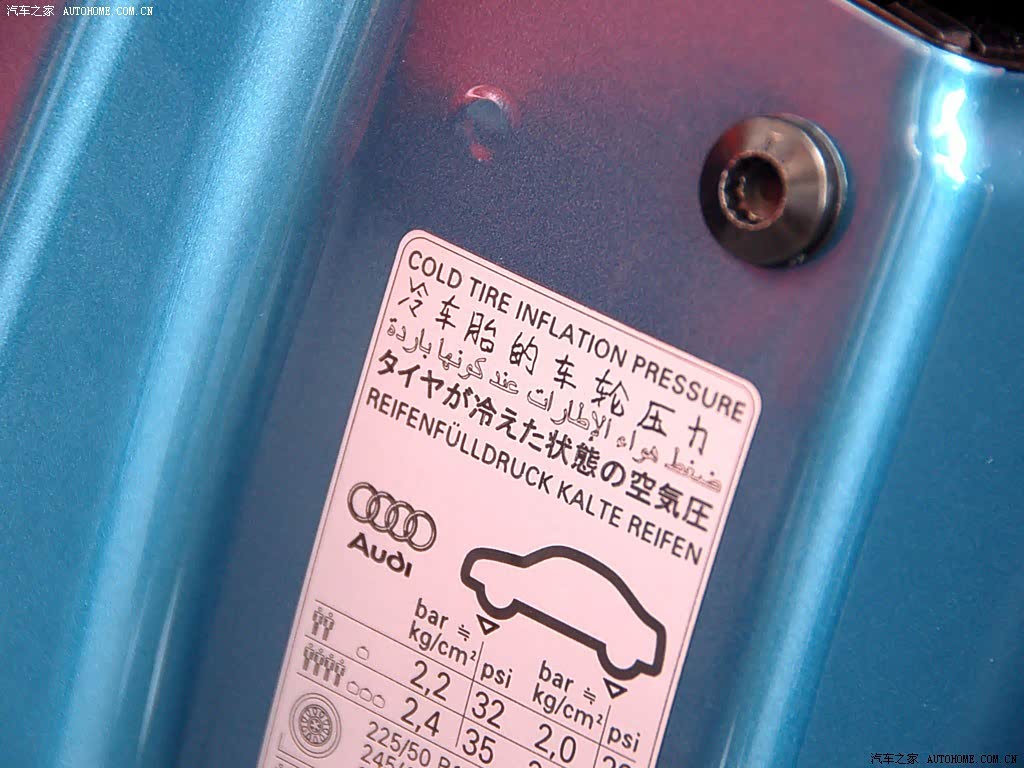 汽车之家 AUTOHOME.COM.CN
COLD TIRE INFLATION PRESSURE
冷车胎的车轮压力
ضغط هواء الإطارات عند كونها باردة
タイヤが冷えた状態の空気圧
REIFENFÜLLDRUCK KALTE REIFEN
Audi
bar ≒ kg/cm² psi bar ≒ kg/cm² psi
2,2 32 2,0
2,4 35
225/50
汽车之家 AUTOHOME.COM.CN